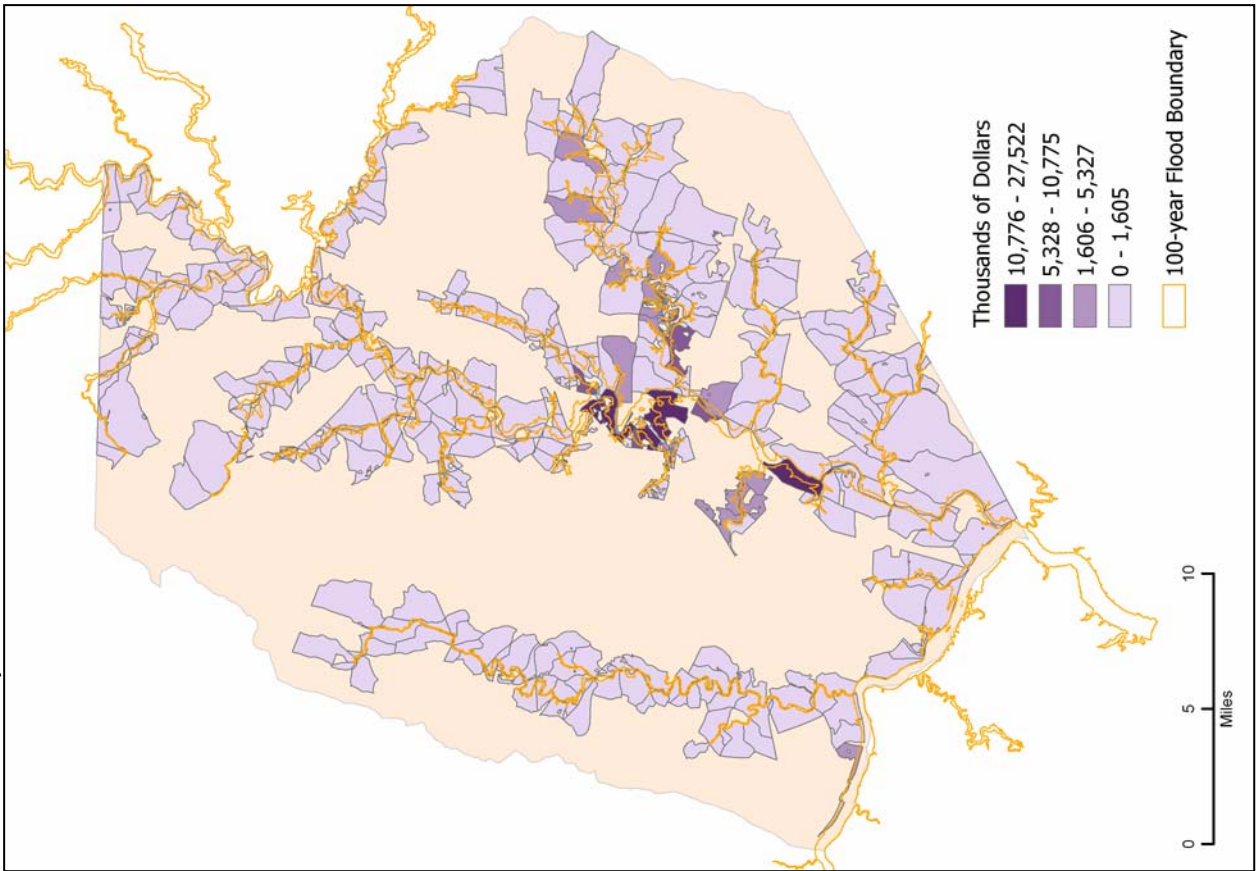 Thousands of Dollars
10,776 - 27,522
5,328 - 10,775
1,606 - 5,327
0 - 1,605
100-year Flood Boundary
0 5 10
Miles